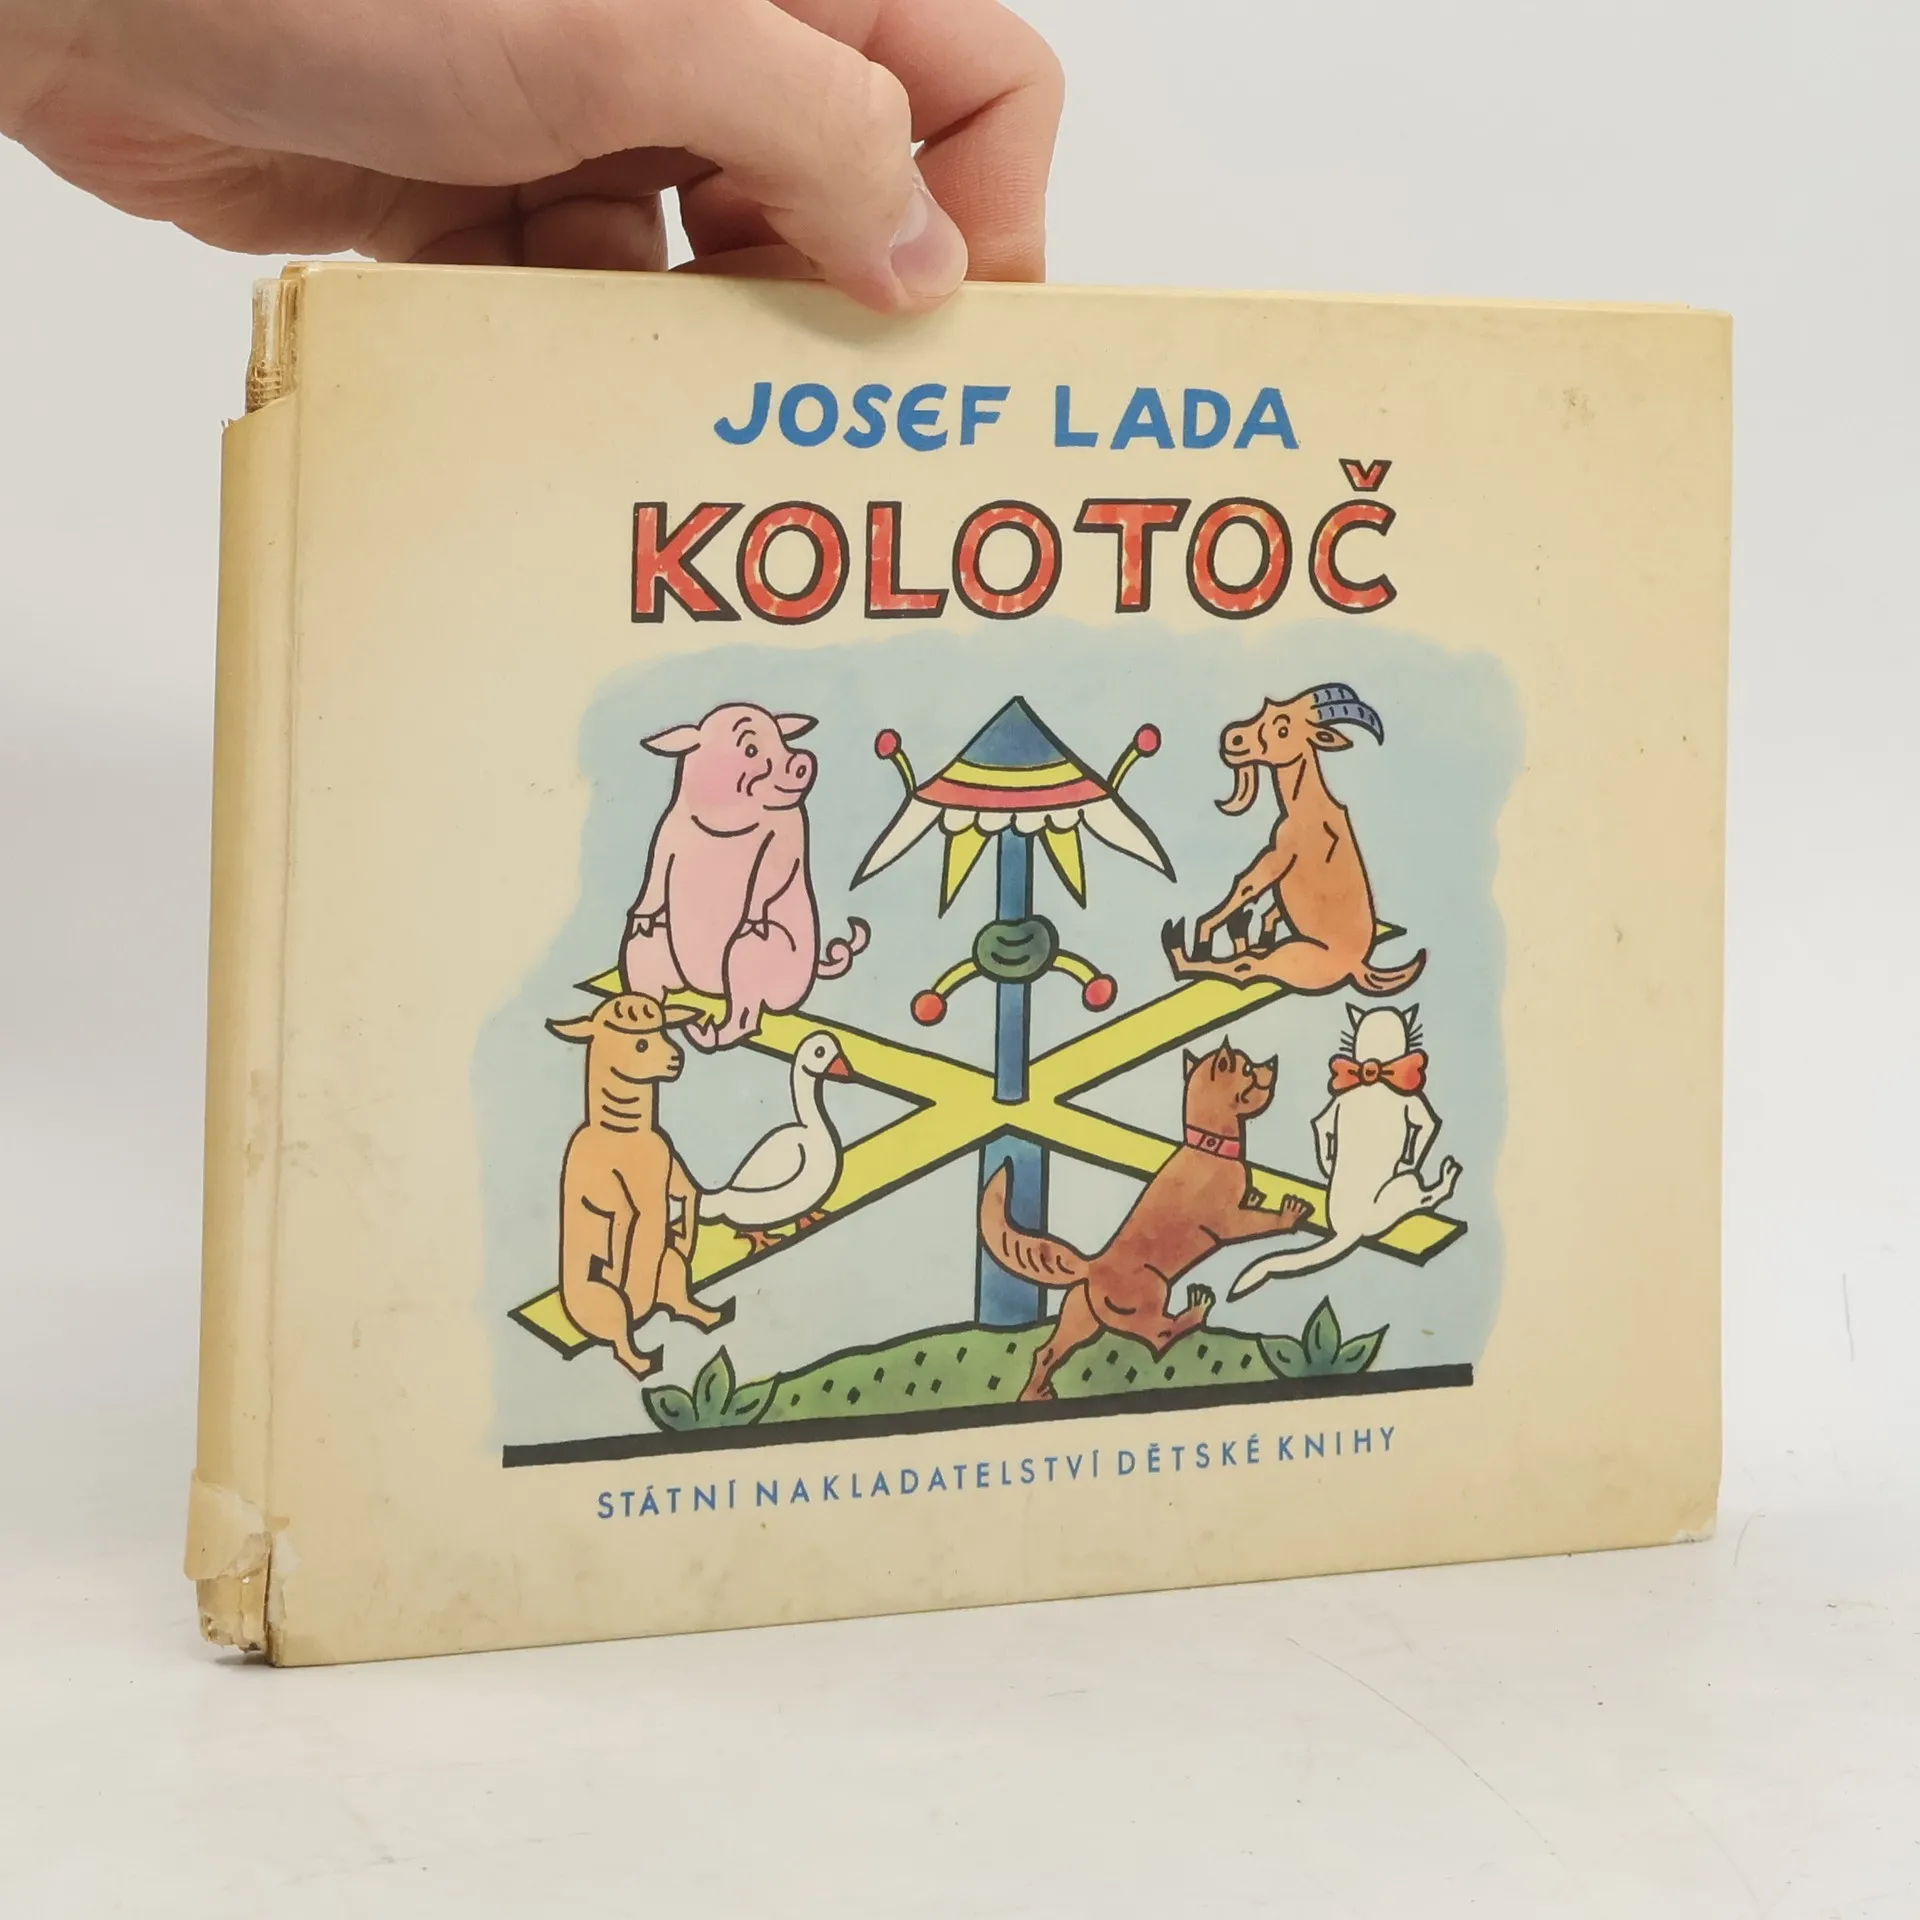 JOSEF LADA
KOLOTOČ
STÁTNÍ NAKLADATELSTVÍ DĚTSKÉ KNIHY